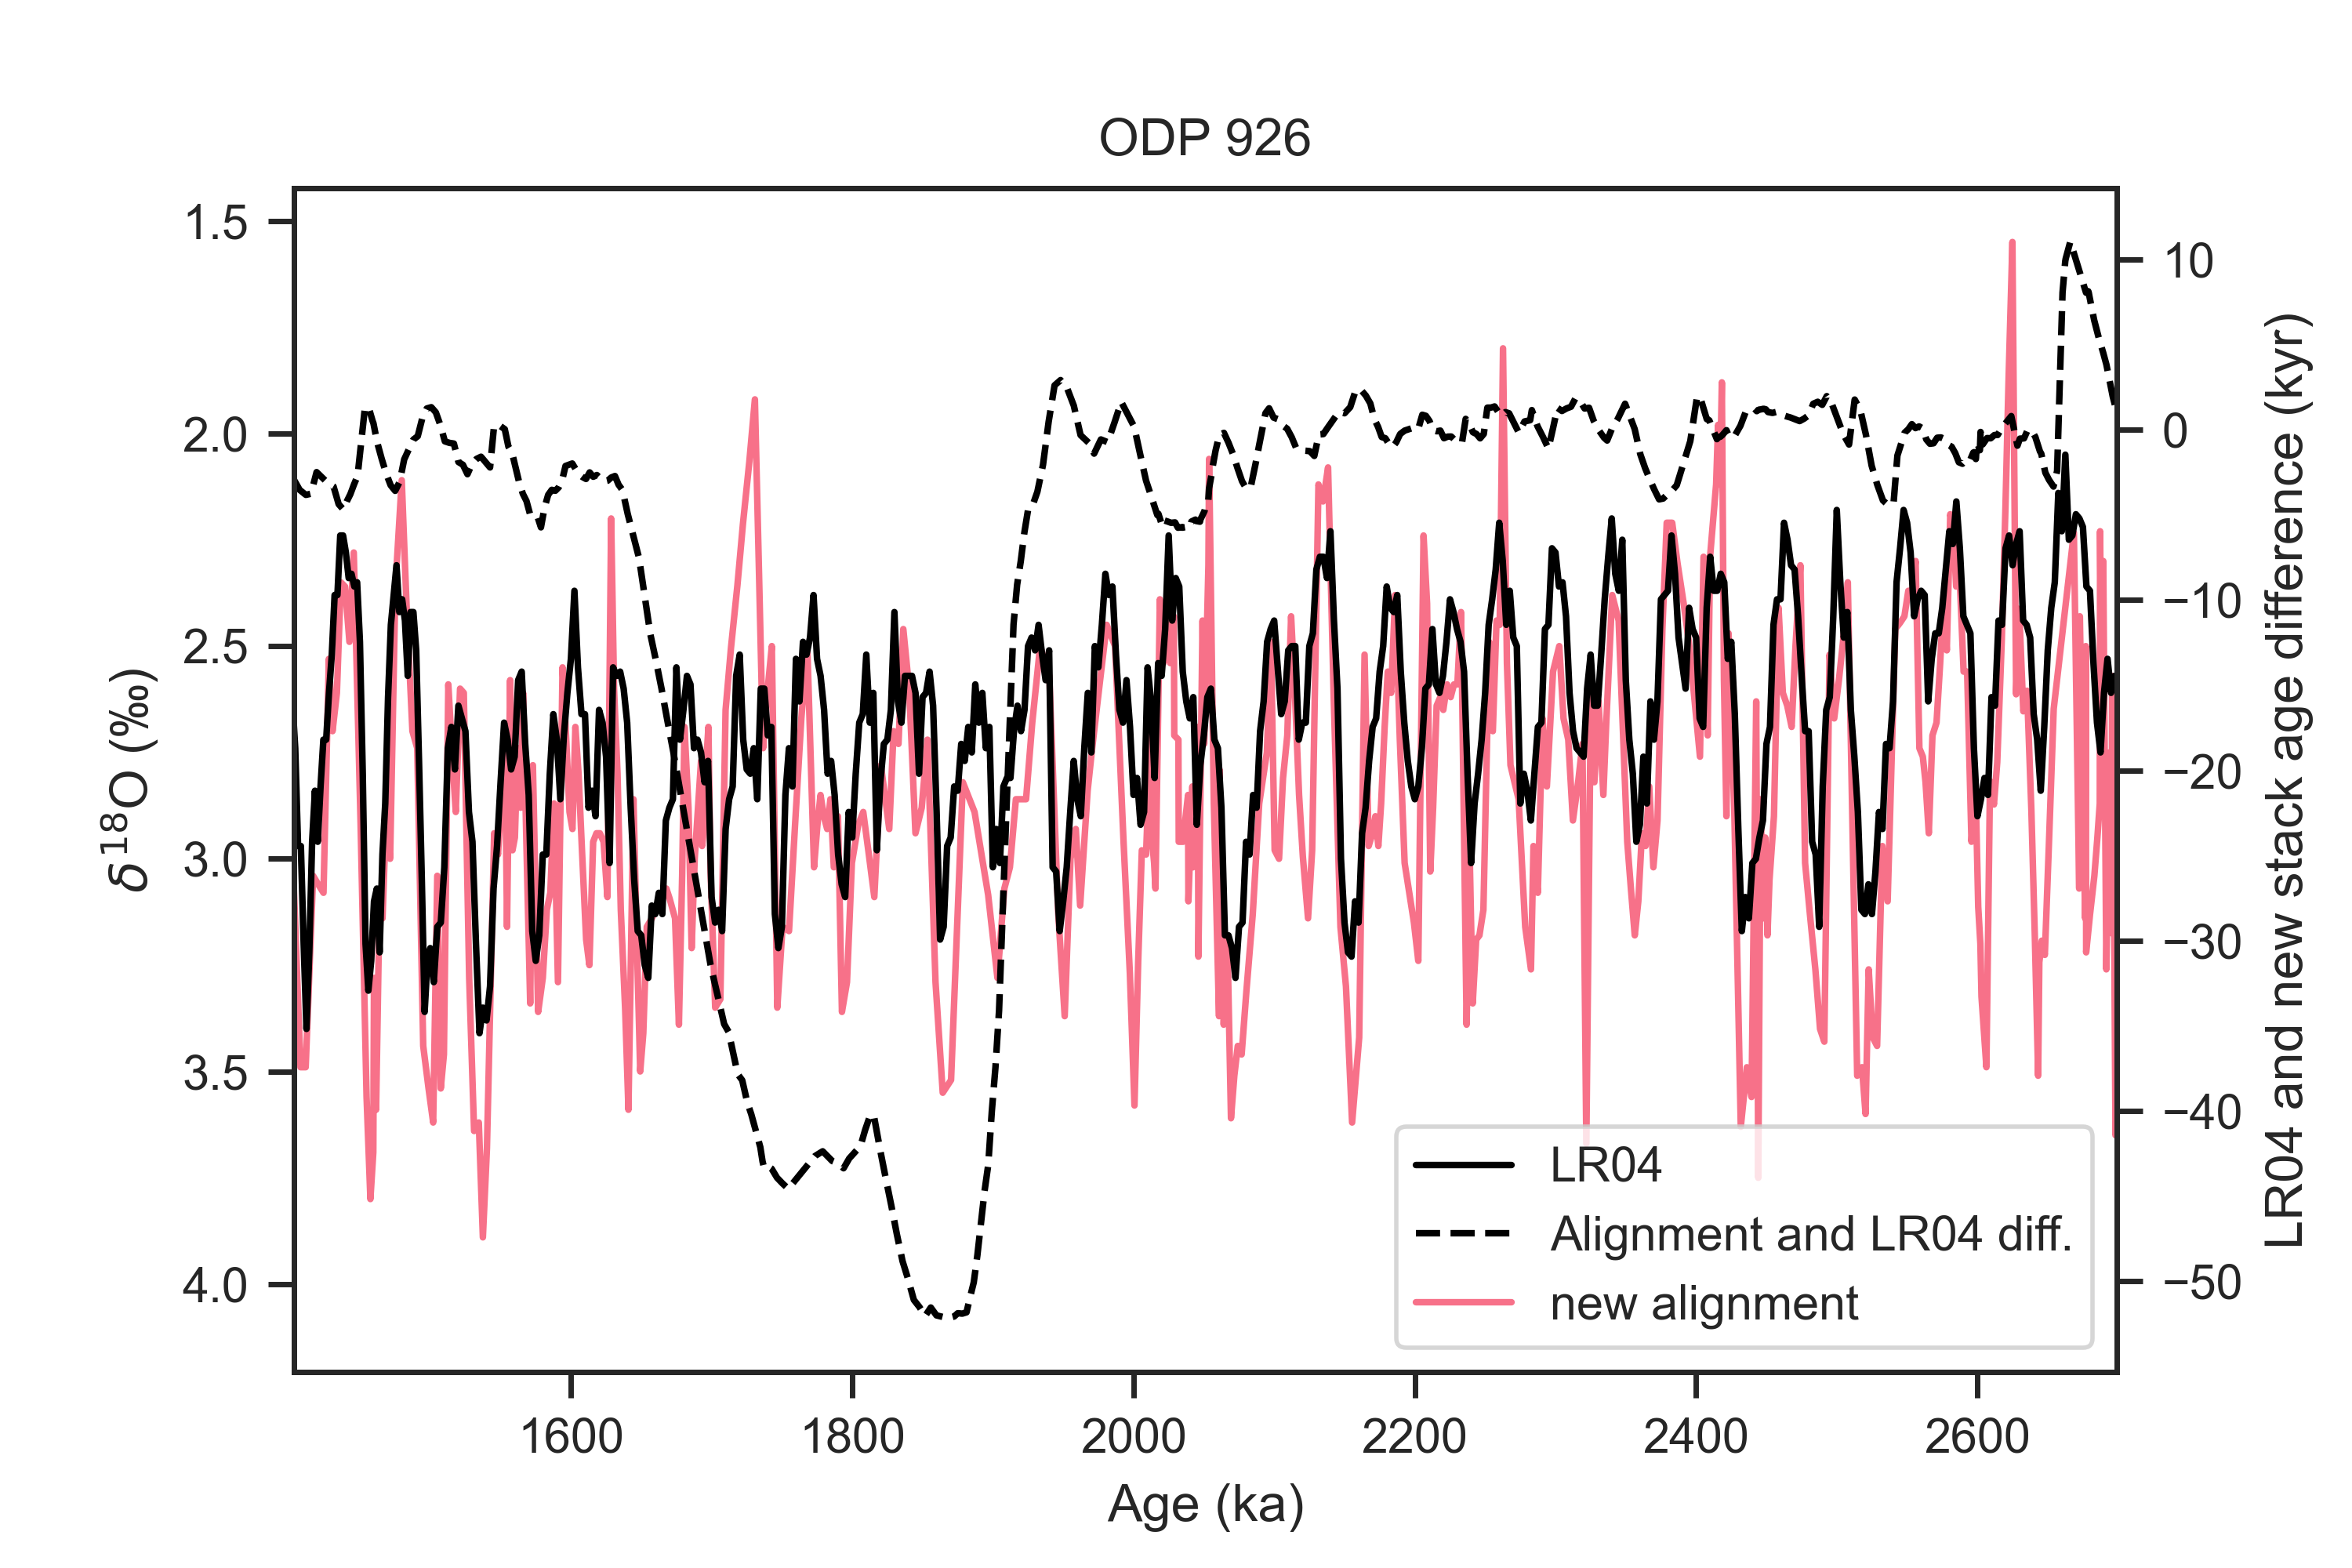 ODP 926
1.5
2.0
2.5
3.0
3.5
4.0
δ¹⁸O (‰)
10
0
−10
−20
−30
−40
−50
LR04 and new stack age difference (kyr)
LR04
Alignment and LR04 diff.
new alignment
1600 1800 2000 2200 2400 2600
Age (ka)